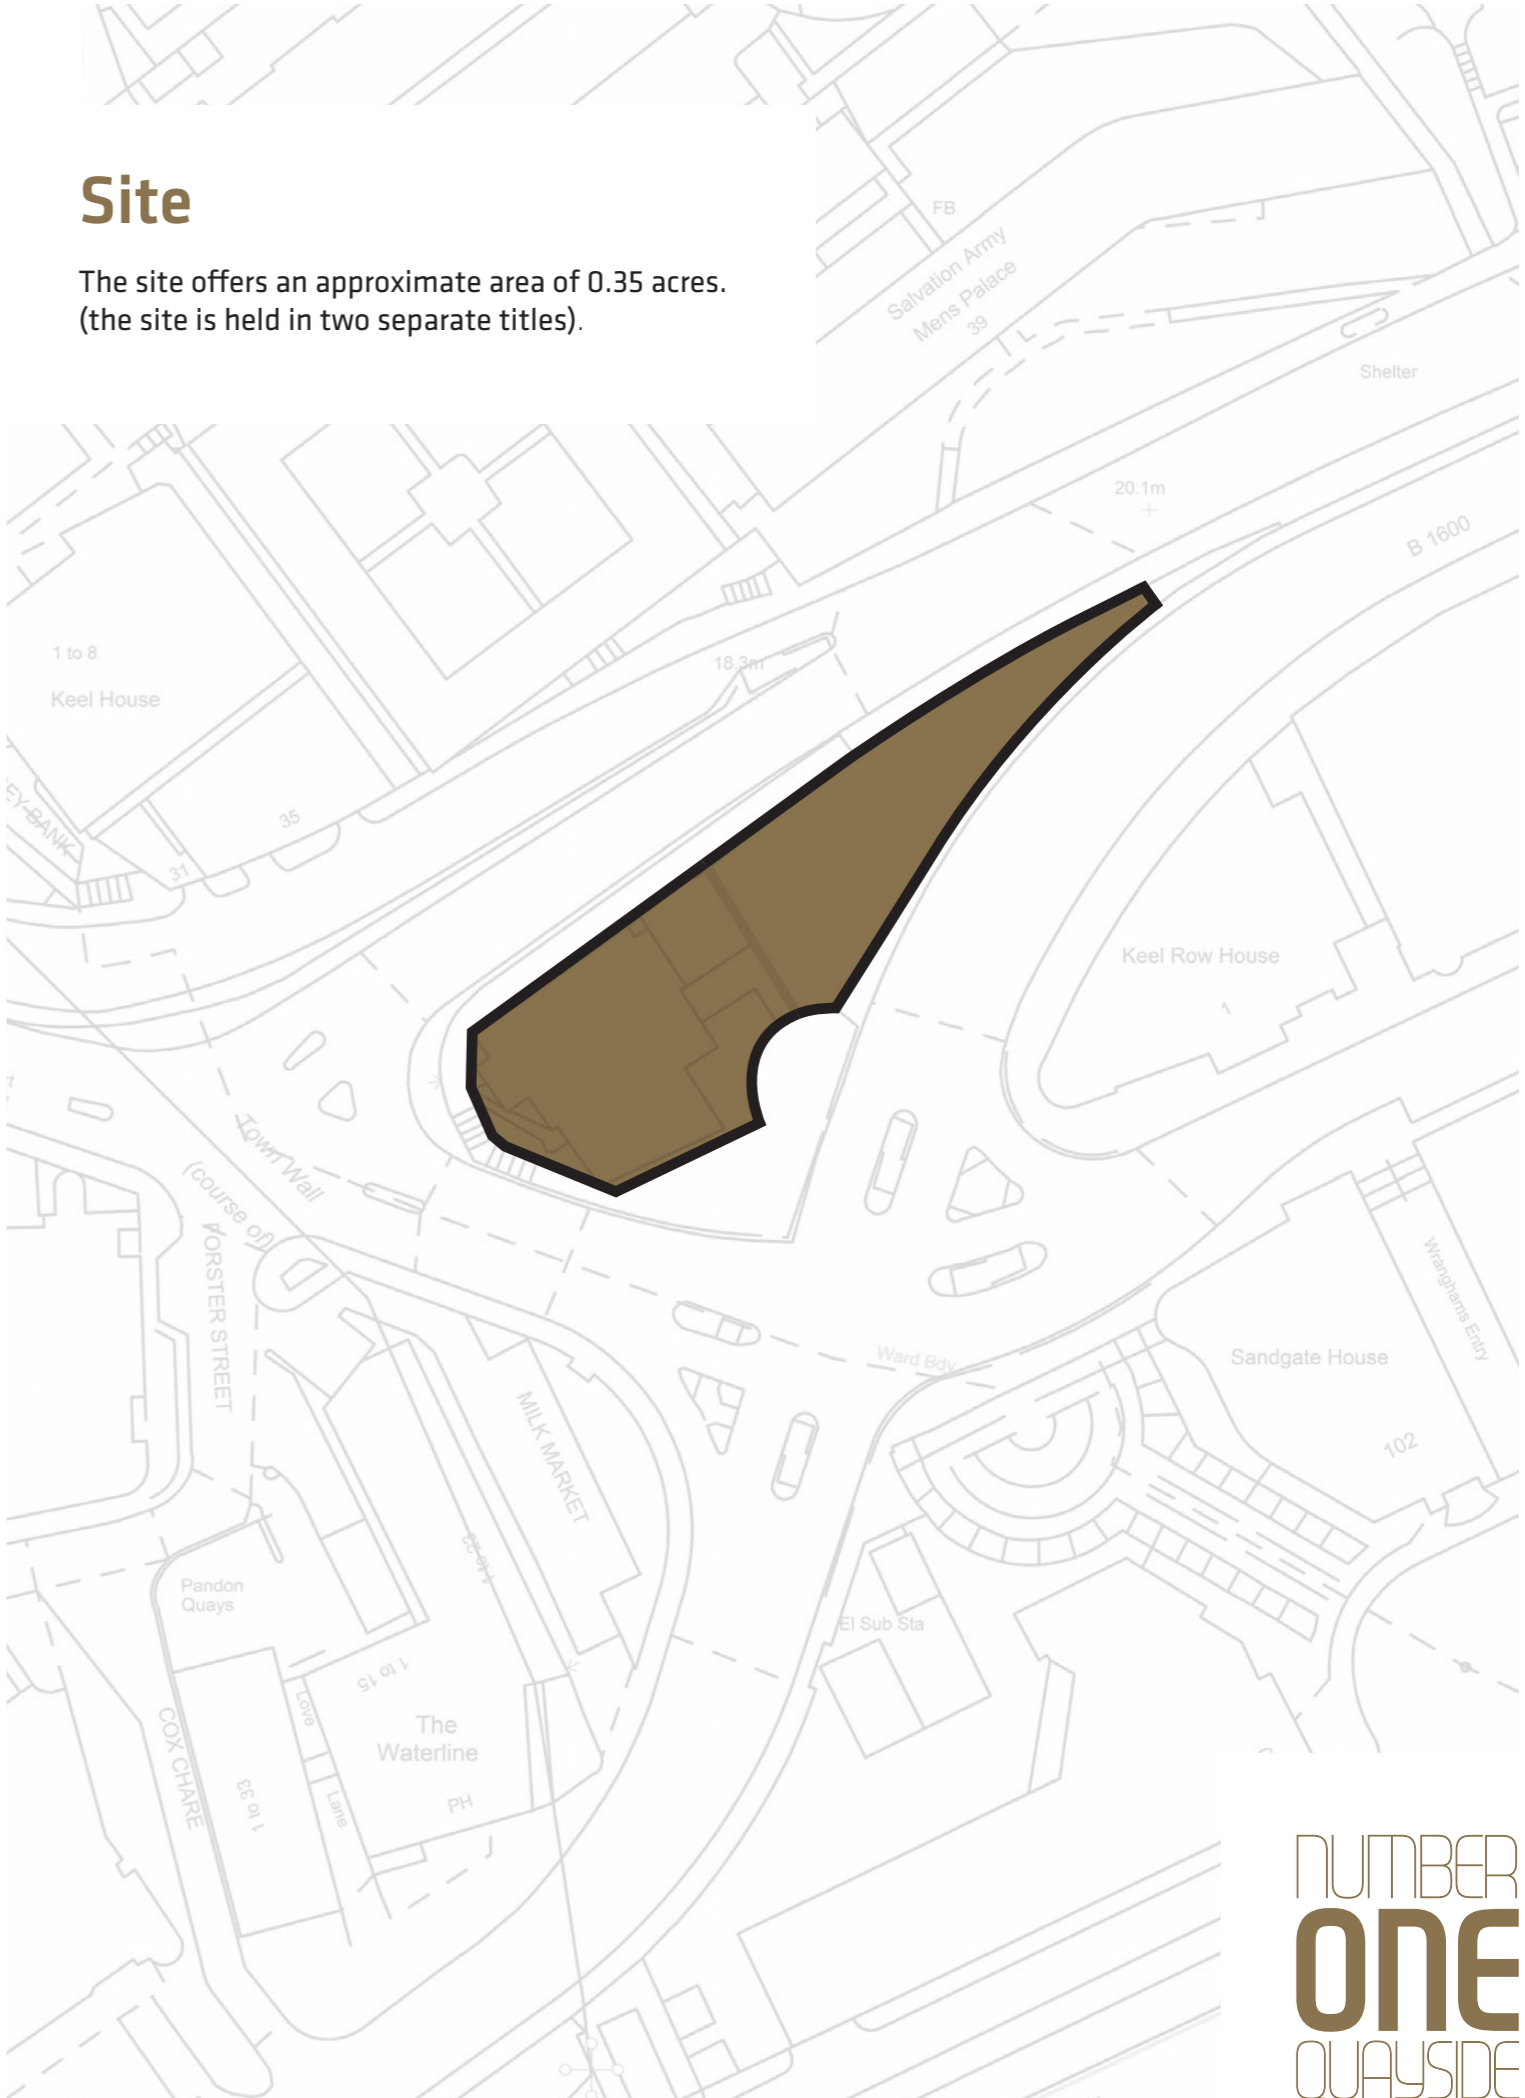 Site
The site offers an approximate area of 0.35 acres.
(the site is held in two separate titles).
FB
Salvation Army
Mens Palace
39
Shelter
20.1m
B 1600
1 to 8
Keel House
18.3m
35
EY BANK
31
Keel Row House
1
Town Wall
(course of)
FORSTER STREET
Wranghams Entry
Ward Bdy
Sandgate House
MILK MARKET
102
Pandon
Quays
El Sub Sta
1 to 15
Love
Lane
The
Waterline
COX CHARE
1 to 33
PH
NUMBER
ONE
QUAYSIDE